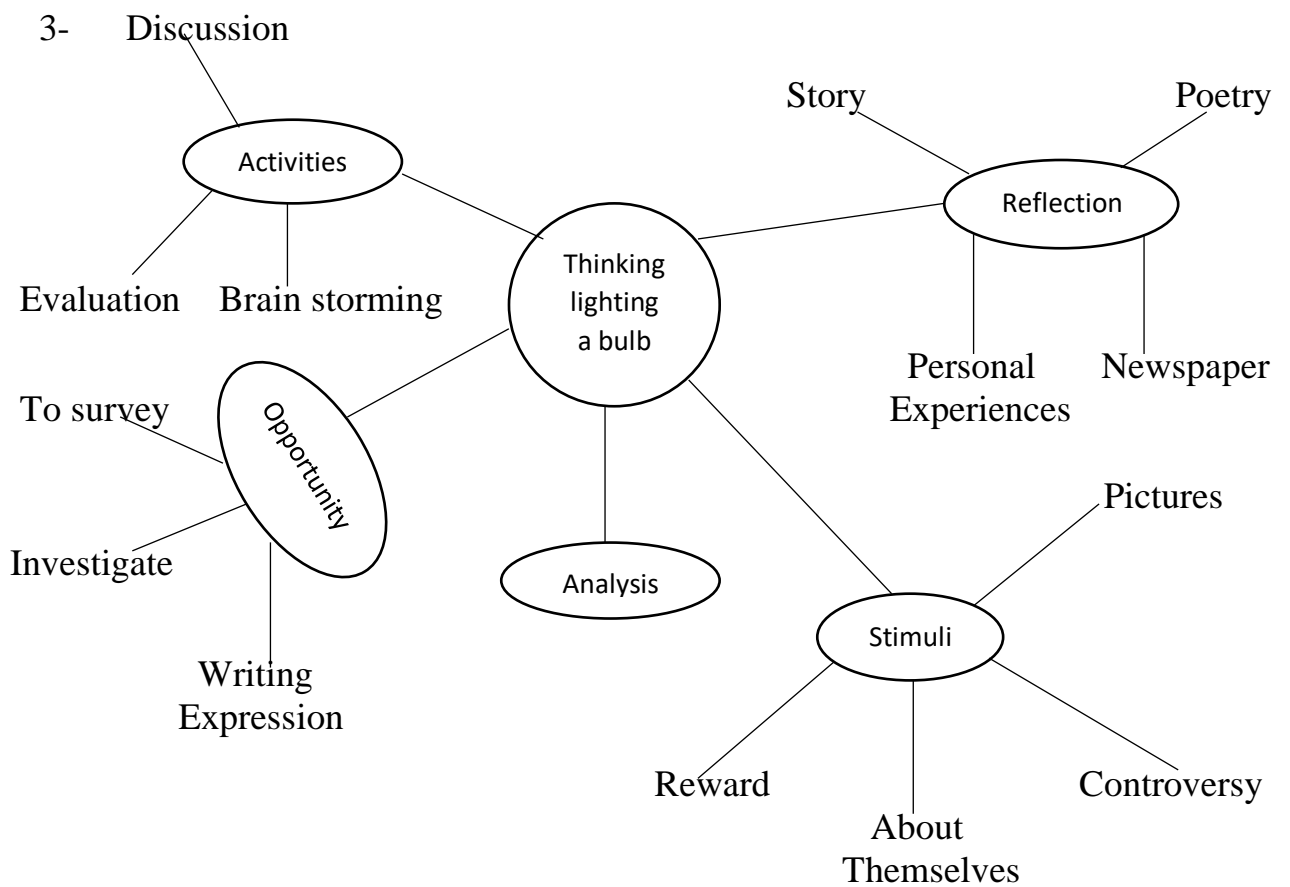 3- Discussion
Story
Poetry
Activities
Reflection
Thinking
lighting
a bulb
Evaluation
Brain storming
Personal
Experiences
Newspaper
To survey
Opportunity
Investigate
Writing
Expression
Analysis
Pictures
Stimuli
Reward
About
Themselves
Controversy